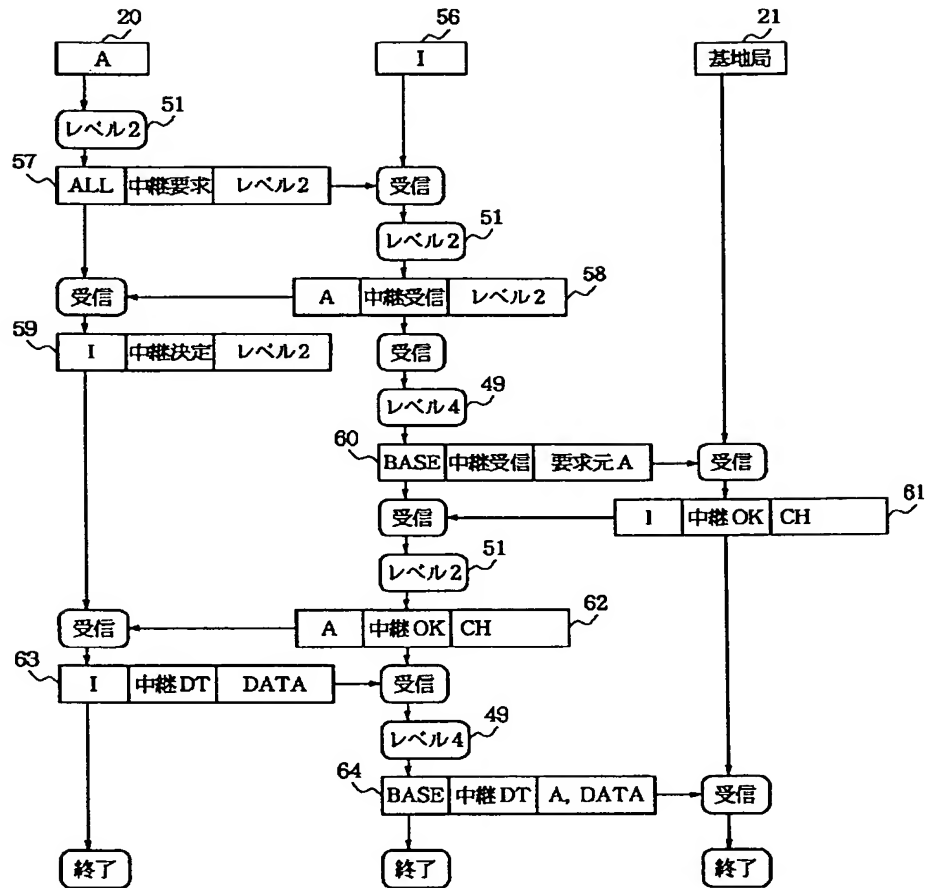 20 56 21
A I 基地局
51
レベル2
57
ALL 中継要求 レベル2 受信
51
レベル2
受信 A 中継受信 レベル2 58
59
I 中継決定 レベル2 受信
49
レベル4
60
BASE 中継受信 要求元A 受信
61
受信 I 中継OK CH
51
レベル2
62
受信 A 中継OK CH
63
I 中継DT DATA 受信
49
レベル4
64
BASE 中継DT A, DATA 受信
終了 終了 終了